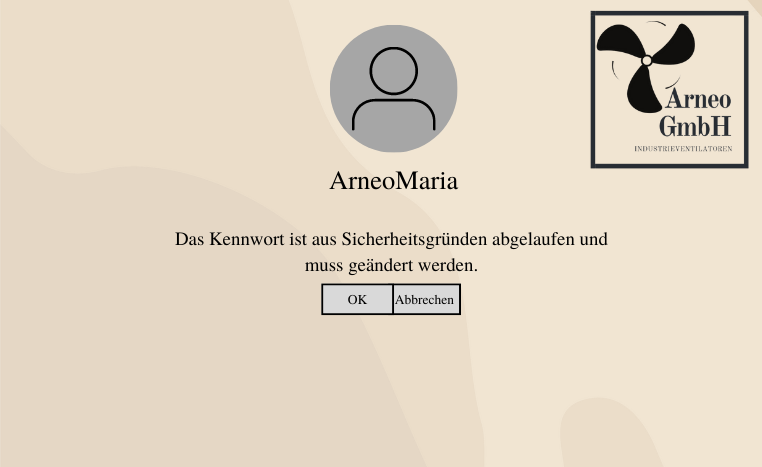 Arneo
GmbH
INDUSTRIEVENTILATOREN
ArneoMaria
Das Kennwort ist aus Sicherheitsgründen abgelaufen und
muss geändert werden.
OK Abbrechen